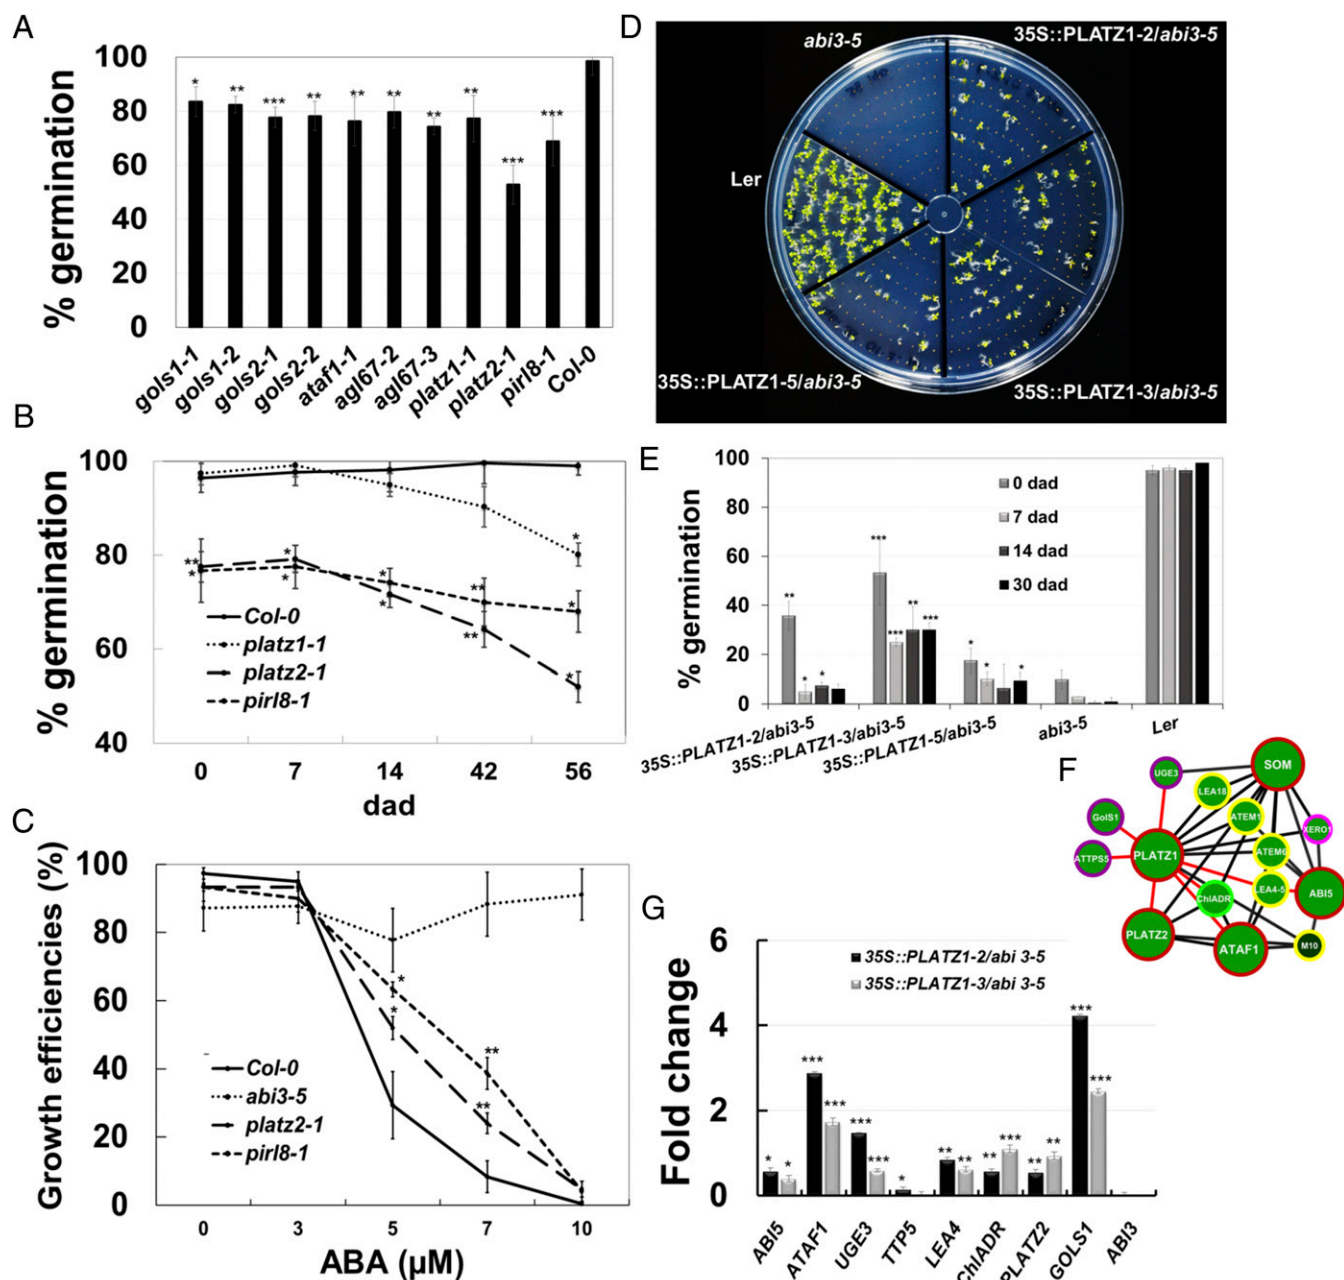 A
% germination
100
80
60
40
20
0
*
**
***
**
**
**
**
**
***
***
gols1-1
gols1-2
gols2-1
gols2-2
ataf1-1
agl67-2
agl67-3
platz1-1
platz2-1
pirl8-1
Col-0
B
% germination
100
80
60
40
Col-0
platz1-1
platz2-1
pirl8-1
0
7
14
42
56
dad
C
Growth efficiencies (%)
100
80
60
40
20
0
Col-0
abi3-5
platz2-1
pirl8-1
0
3
5
7
10
ABA (µM)
D
abi3-5
35S::PLATZ1-2/abi3-5
Ler
35S::PLATZ1-5/abi3-5
35S::PLATZ1-3/abi3-5
E
% germination
100
80
60
40
20
0
0 dad
7 dad
14 dad
30 dad
35S::PLATZ1-2/abi3-5
35S::PLATZ1-3/abi3-5
35S::PLATZ1-5/abi3-5
abi3-5
Ler
F
SOM
UGE3
LEA18
GolS1
ATEM1
XERO1
PLATZ1
ATEM6
ATTPS5
LEA4-5
ABI5
ChlADR
PLATZ2
ATAF1
M10
G
Fold change
6
4
2
0
35S::PLATZ1-2/abi 3-5
35S::PLATZ1-3/abi 3-5
ABI5
ATAF1
UGE3
TTP5
LEA4
ChlADR
PLATZ2
GOLS1
ABI3